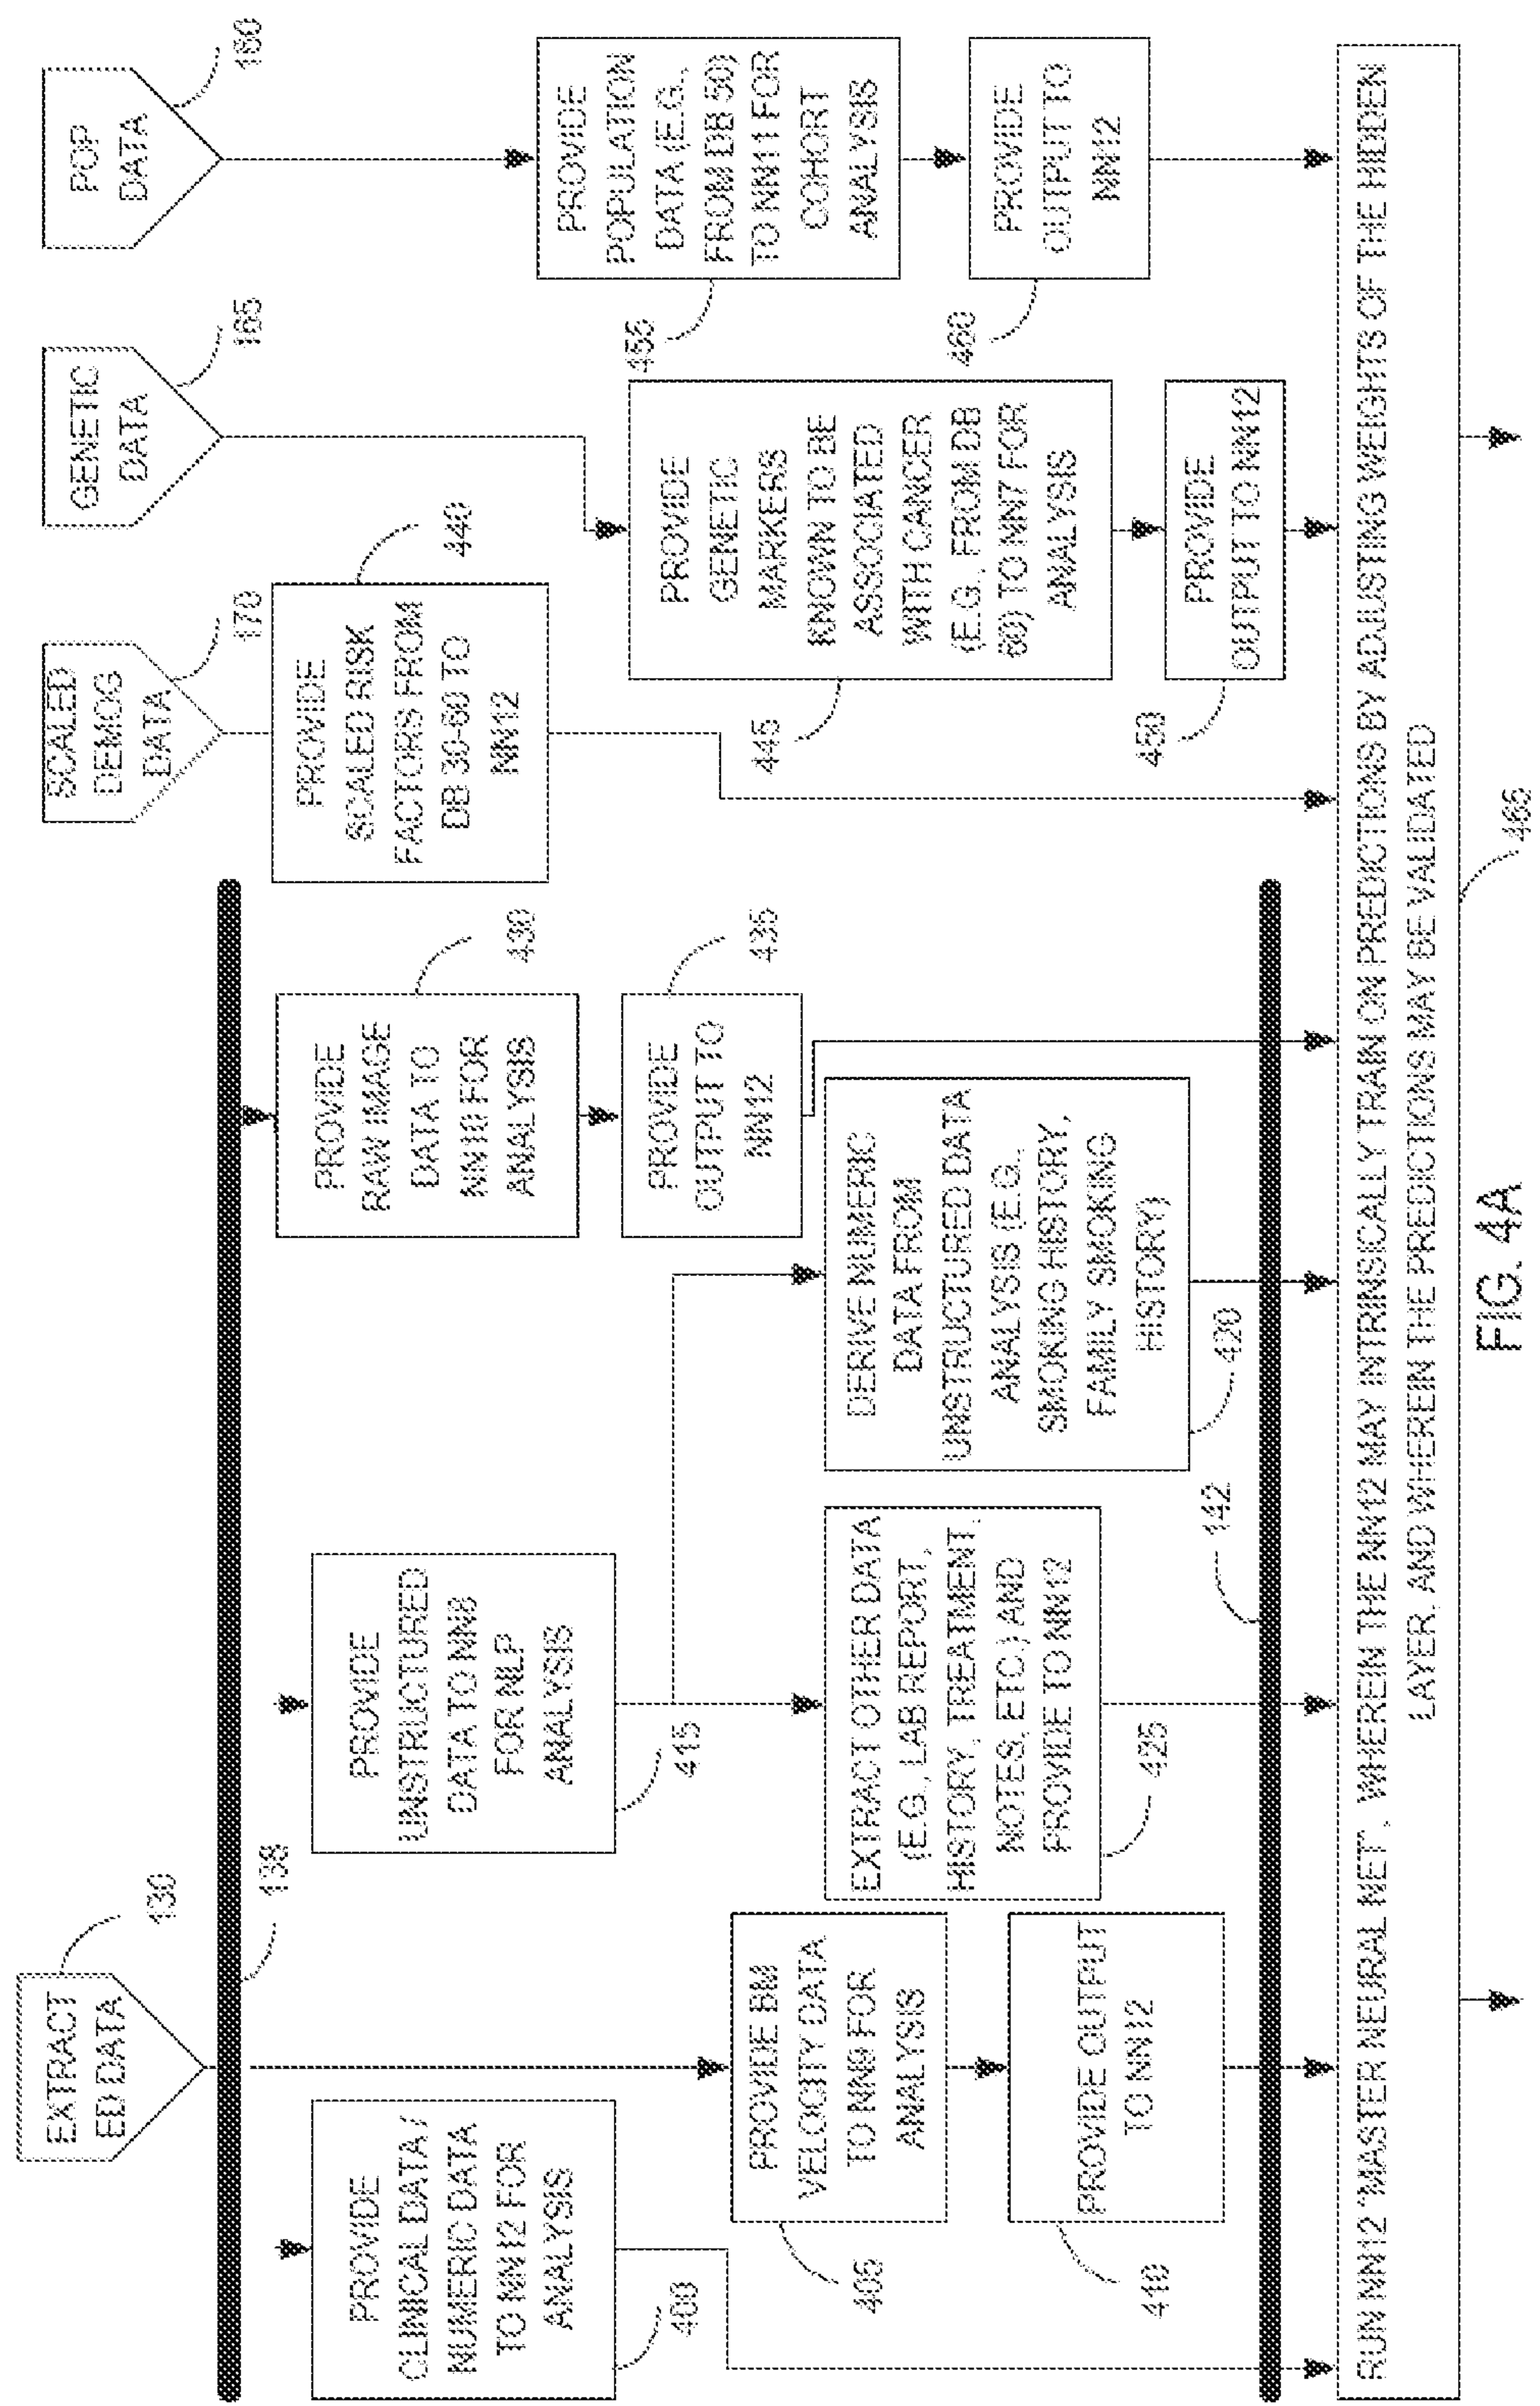 EXTRACT
ED DATA
130
SCALED
DEMOG
DATA
170
GENETIC
DATA
165
POP
DATA
160
138
PROVIDE
CLINICAL DATA /
NUMERIC DATA
TO NN12 FOR
ANALYSIS
400
PROVIDE BM
VELOCITY DATA
TO NN9 FOR
ANALYSIS
405
PROVIDE OUTPUT
TO NN12
410
PROVIDE
UNSTRUCTURED
DATA TO NN8
FOR NLP
ANALYSIS
415
EXTRACT OTHER DATA
(E.G., LAB REPORT,
HISTORY, TREATMENT,
NOTES, ETC.) AND
PROVIDE TO NN12
425
DERIVE NUMERIC
DATA FROM
UNSTRUCTURED DATA
ANALYSIS (E.G.,
SMOKING HISTORY,
FAMILY SMOKING
HISTORY)
420
PROVIDE
RAW IMAGE
DATA TO
NN10 FOR
ANALYSIS
430
PROVIDE
OUTPUT TO
NN12
435
PROVIDE
SCALED RISK
FACTORS FROM
DB 30-60 TO
NN12
440
PROVIDE
GENETIC
MARKERS
KNOWN TO BE
ASSOCIATED
WITH CANCER
(E.G., FROM DB
60) TO NN7 FOR
ANALYSIS
445
PROVIDE
OUTPUT TO NN12
450
PROVIDE
POPULATION
DATA (E.G.,
FROM DB 50)
TO NN11 FOR
COHORT
ANALYSIS
455
PROVIDE
OUTPUT TO
NN12
460
142
RUN NN12 "MASTER NEURAL NET", WHEREIN THE NN12 MAY INTRINSICALLY TRAIN ON PREDICTIONS BY ADJUSTING WEIGHTS OF THE HIDDEN
LAYER, AND WHEREIN THE PREDICTIONS MAY BE VALIDATED
465
FIG. 4A